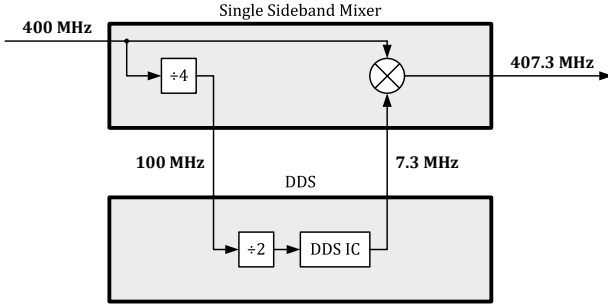 Single Sideband Mixer
400 MHz
÷4
407.3 MHz
100 MHz
7.3 MHz
DDS
÷2
DDS IC